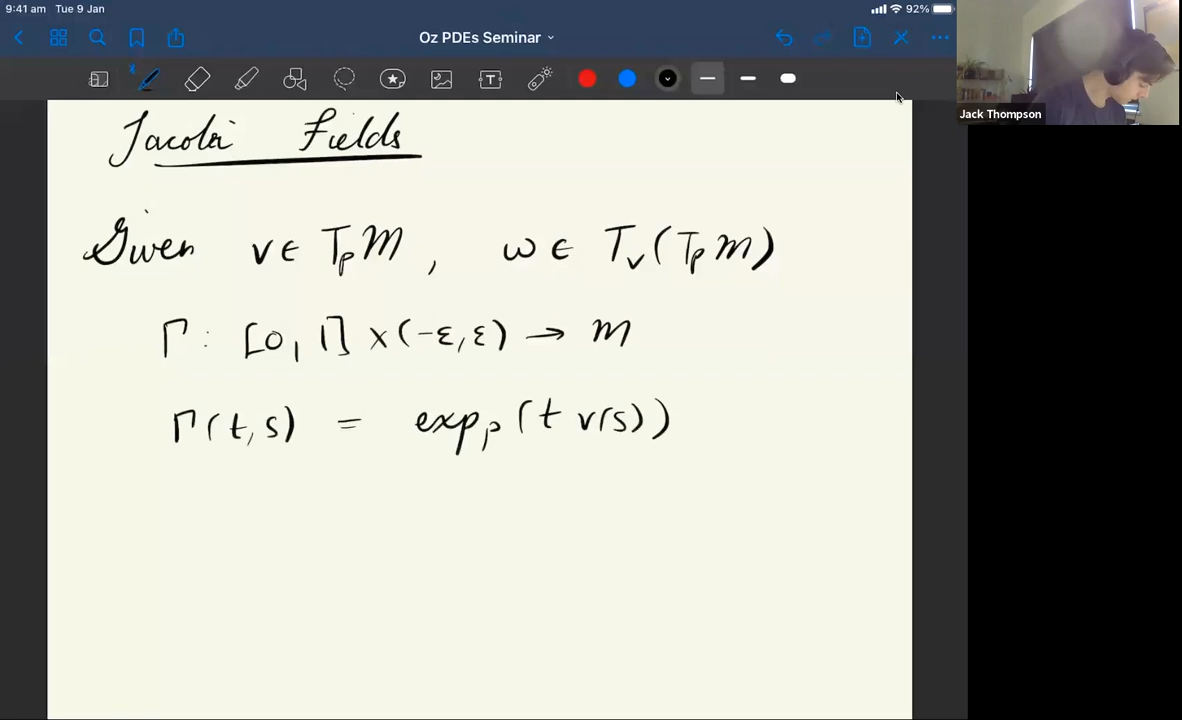 9:41 am Tue 9 Jan
92%
Oz PDEs Seminar
Jack Thompson
Jacobi Fields
Given v ∈ TₚM, ω ∈ Tᵥ(TₚM)
Γ : [0, 1] × (-ε, ε) → M
Γ(t, s) = expₚ(t v(s))